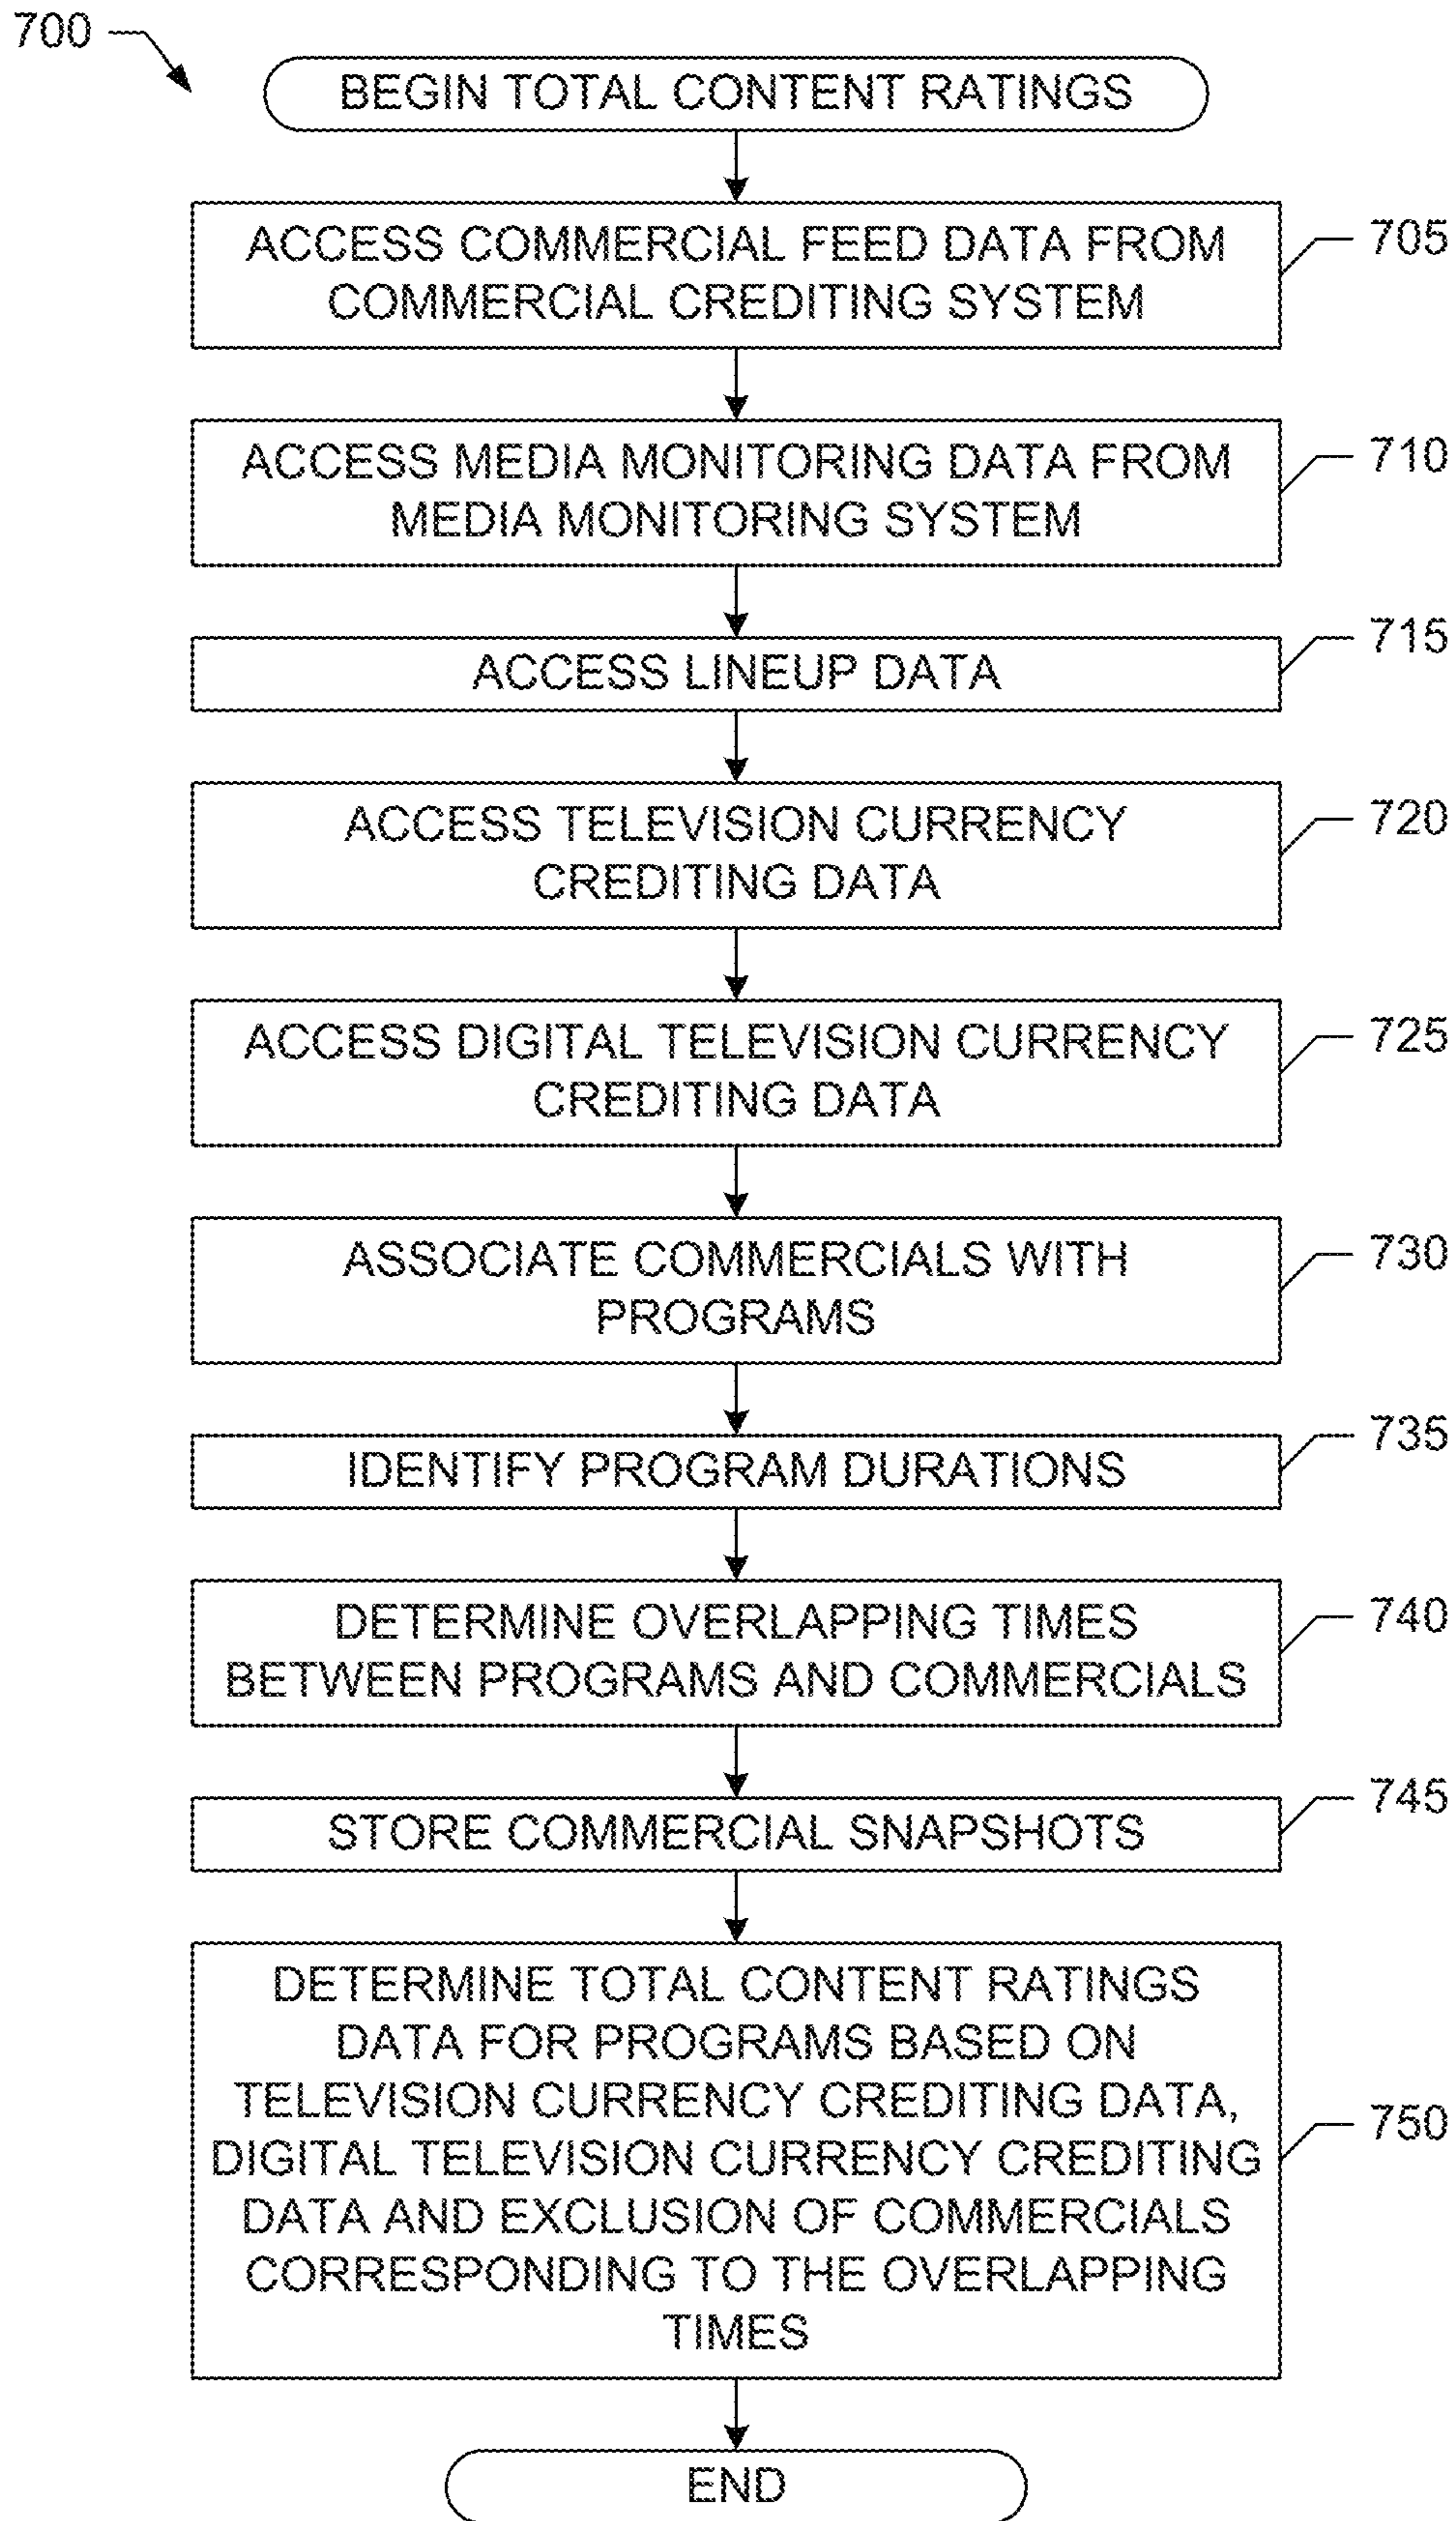 700
BEGIN TOTAL CONTENT RATINGS
ACCESS COMMERCIAL FEED DATA FROM
COMMERCIAL CREDITING SYSTEM
705
ACCESS MEDIA MONITORING DATA FROM
MEDIA MONITORING SYSTEM
710
ACCESS LINEUP DATA
715
ACCESS TELEVISION CURRENCY
CREDITING DATA
720
ACCESS DIGITAL TELEVISION CURRENCY
CREDITING DATA
725
ASSOCIATE COMMERCIALS WITH
PROGRAMS
730
IDENTIFY PROGRAM DURATIONS
735
DETERMINE OVERLAPPING TIMES
BETWEEN PROGRAMS AND COMMERCIALS
740
STORE COMMERCIAL SNAPSHOTS
745
DETERMINE TOTAL CONTENT RATINGS
DATA FOR PROGRAMS BASED ON
TELEVISION CURRENCY CREDITING DATA,
DIGITAL TELEVISION CURRENCY CREDITING
DATA AND EXCLUSION OF COMMERCIALS
CORRESPONDING TO THE OVERLAPPING
TIMES
750
END